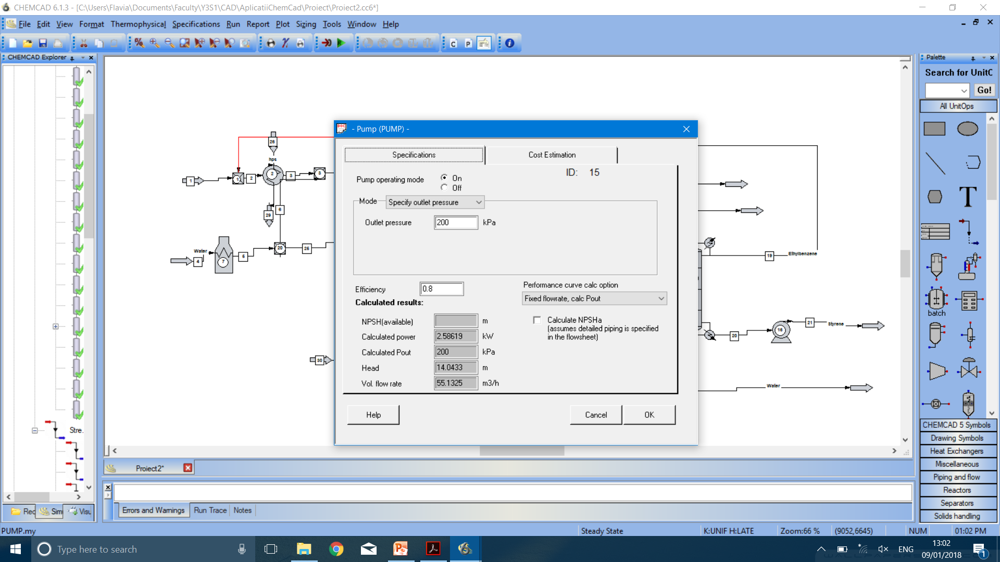 CHEMCAD 6.1.3 - [C:\Users\Flavia\Documents\Faculty\Y3S1\CAD\AplicatiiChemCad\Proiect\Proiect2.cc6*]
File Edit View Format Thermophysical Specifications Run Report Plot Sizing Tools Window Help
C P
CHEMCAD Explorer
Palette
Search for UnitC
Go!
All UnitOps
- Pump (PUMP) -
Specifications
Cost Estimation
ID: 15
Pump operating mode
On
Off
Mode
Specify outlet pressure
Outlet pressure 200 kPa
Efficiency 0.8
Performance curve calc option
Fixed flowrate, calc Pout
Calculated results:
NPSH(available) m
Calculate NPSHa
(assumes detailed piping is specified
in the flowsheet)
Calculated power 2.58619 kW
Calculated Pout 200 kPa
Head 14.0433 m
Vol. flow rate 55.1325 m3/h
Help
Cancel
OK
hps
1
1
2
2
3
3
6
29
Water
4
7
5
20
25
30
19
Ethylbenzene
20
16
21
Styrene
Water
T
batch
Stre.
CHEMCAD 5 Symbols
Drawing Symbols
Heat Exchangers
Miscellaneous
Piping and flow
Reactors
Separators
Solids handling
Proiect2*
Rec
Simu
Visu
Errors and Warnings
Run Trace
Notes
PUMP.my
Steady State
K:UNIF H:LATE
Zoom:66 %
(9052,6645)
NUM
01:02 PM
Type here to search
ENG
13:02
09/01/2018
1